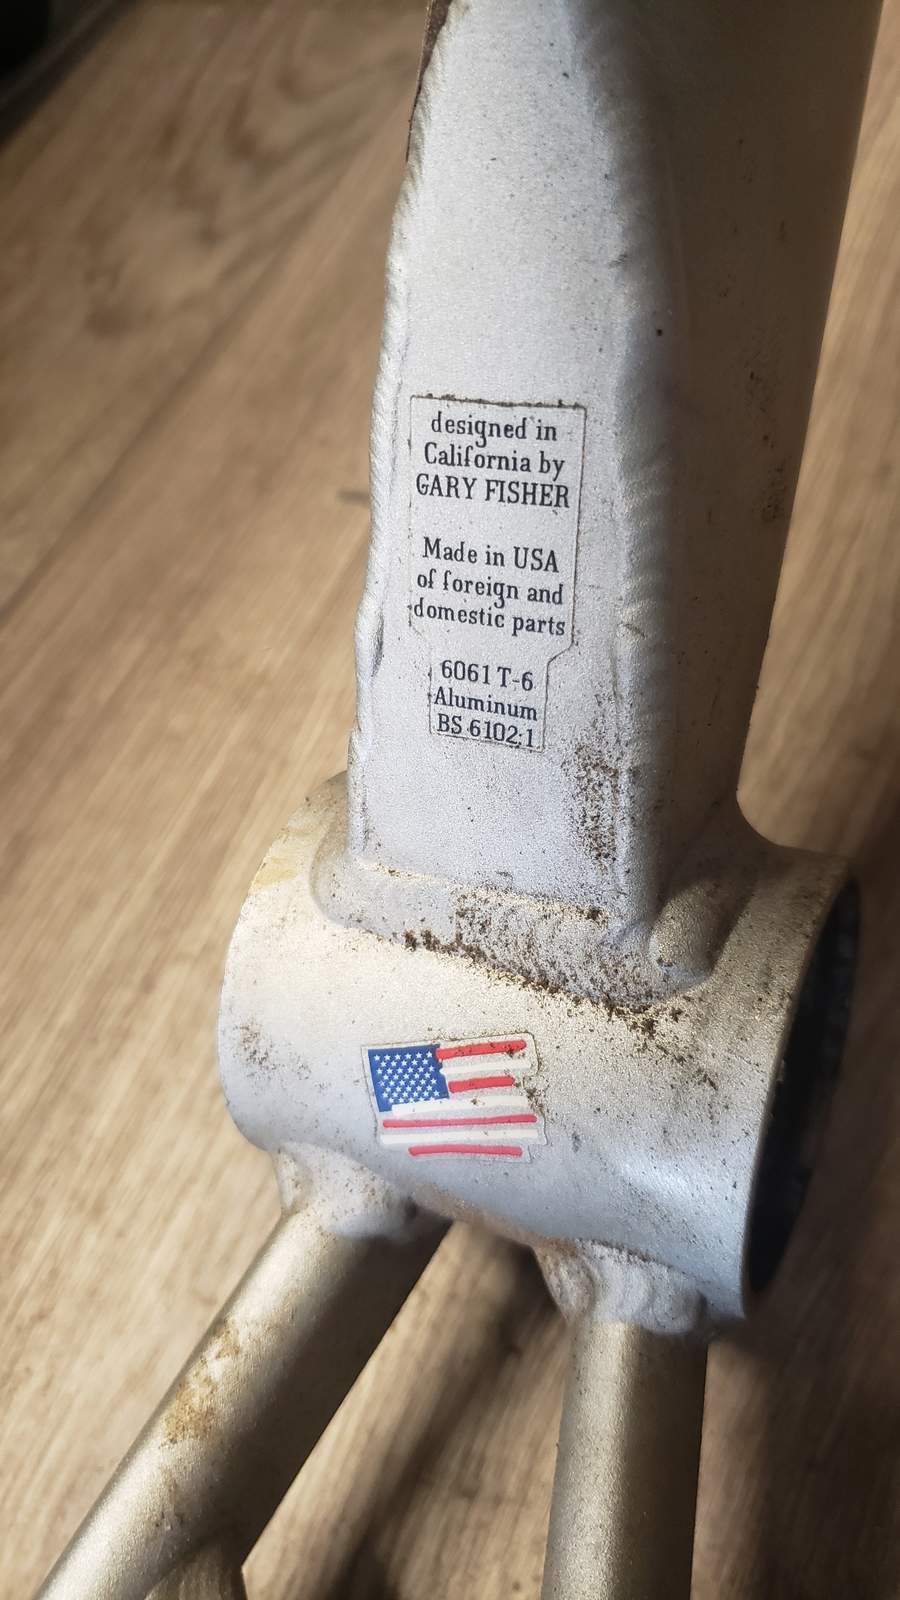 designed in
California by
GARY FISHER
Made in USA
of foreign and
domestic parts
6061 T-6
Aluminum
BS 6102:1